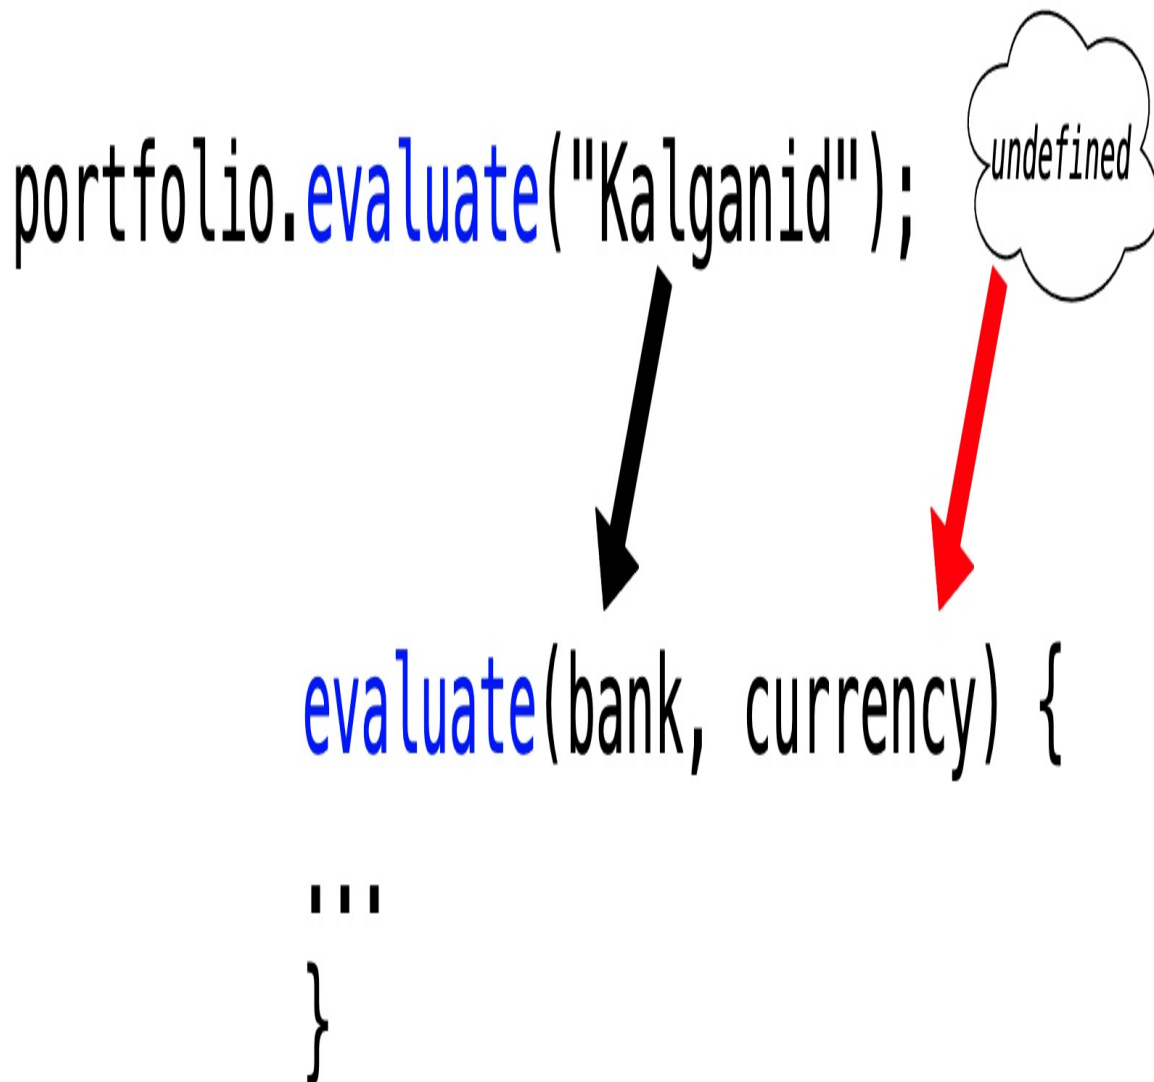 portfolio.evaluate("Kalganid");
undefined
evaluate(bank, currency) {
...
}